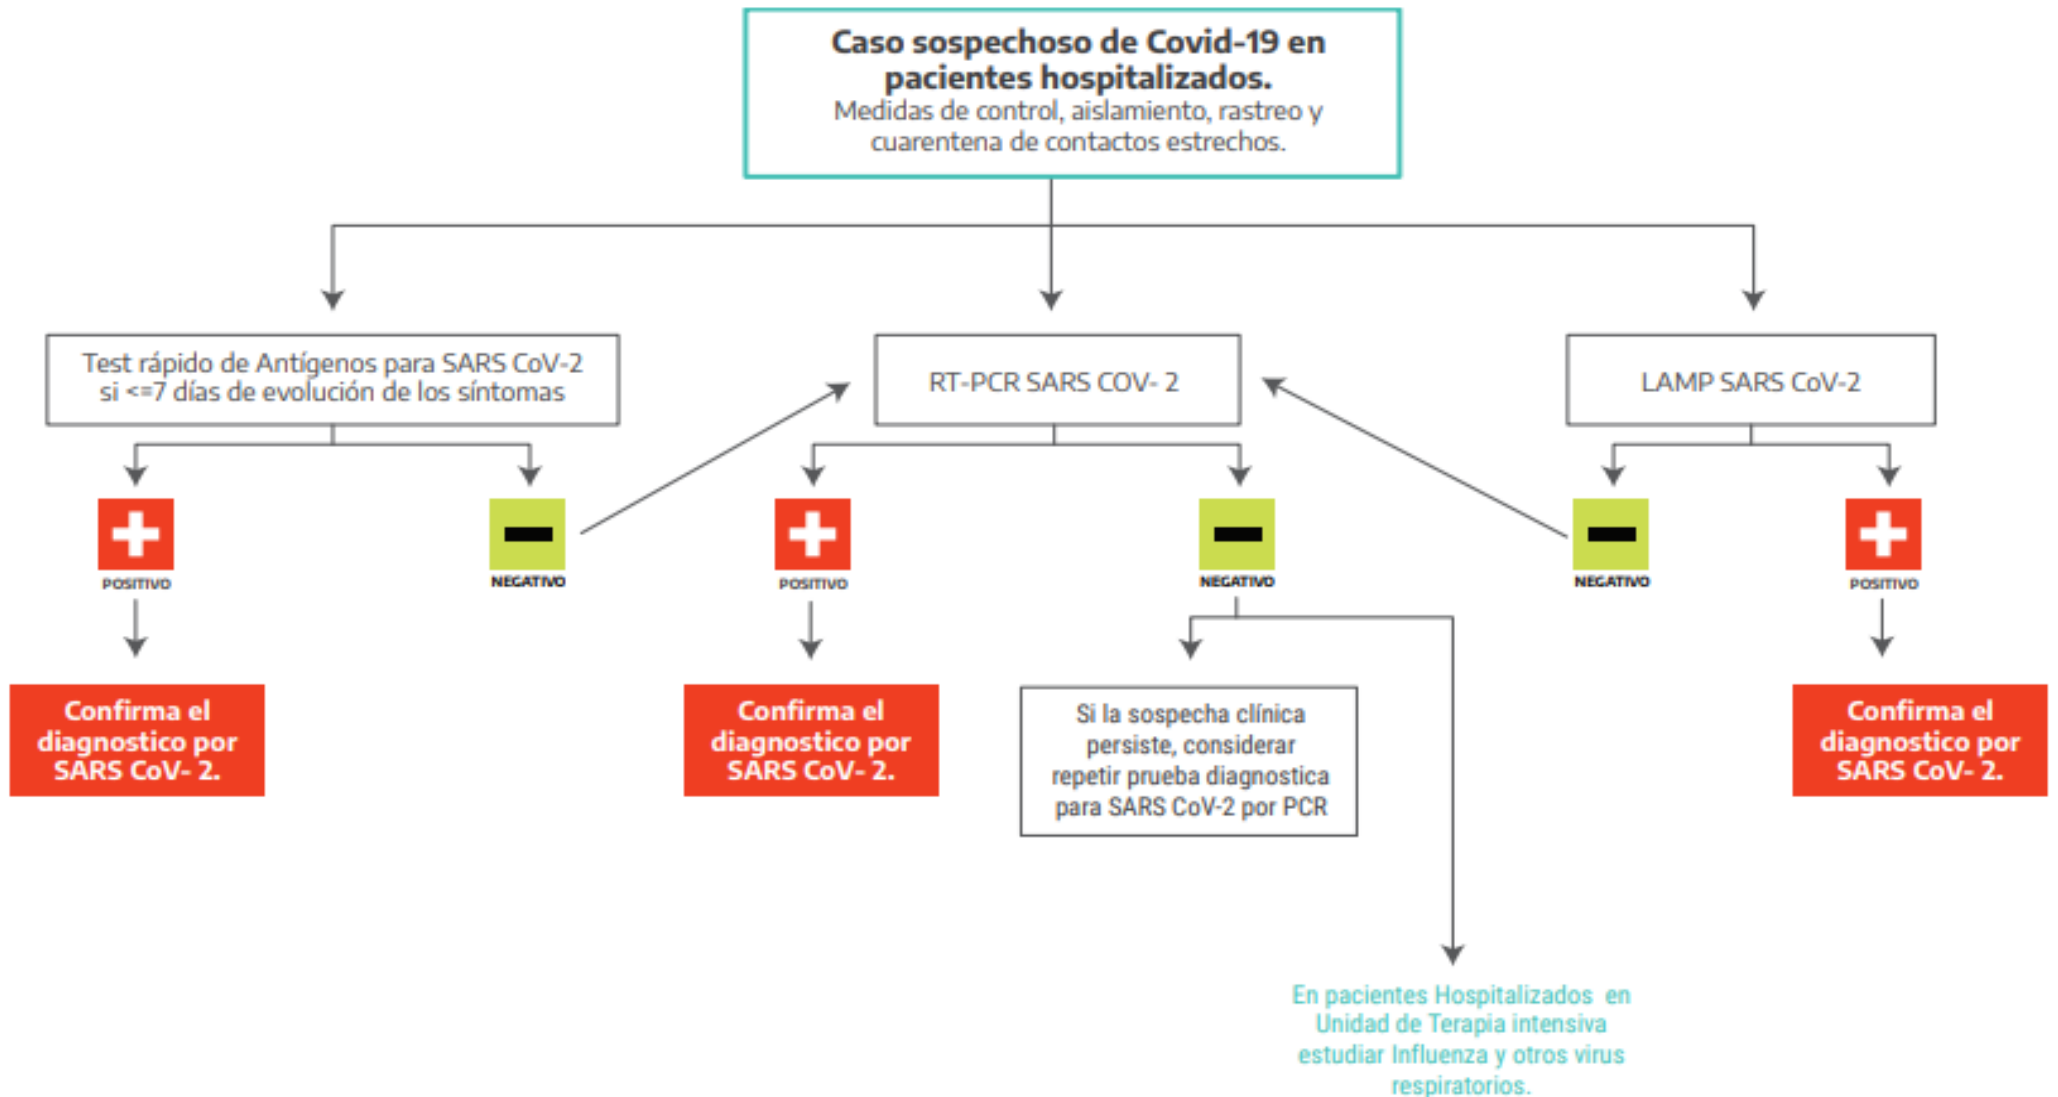 Caso sospechoso de Covid-19 en
pacientes hospitalizados.
Medidas de control, aislamiento, rastreo y
cuarentena de contactos estrechos.
Test rápido de Antígenos para SARS CoV-2
si <=7 días de evolución de los síntomas
RT-PCR SARS COV- 2
LAMP SARS CoV-2
POSITIVO
NEGATIVO
POSITIVO
NEGATIVO
NEGATIVO
POSITIVO
Confirma el
diagnostico por
SARS CoV- 2.
Confirma el
diagnostico por
SARS CoV- 2.
Si la sospecha clínica
persiste, considerar
repetir prueba diagnostica
para SARS CoV-2 por PCR
Confirma el
diagnostico por
SARS CoV- 2.
En pacientes Hospitalizados en
Unidad de Terapia intensiva
estudiar Influenza y otros virus
respiratorios.